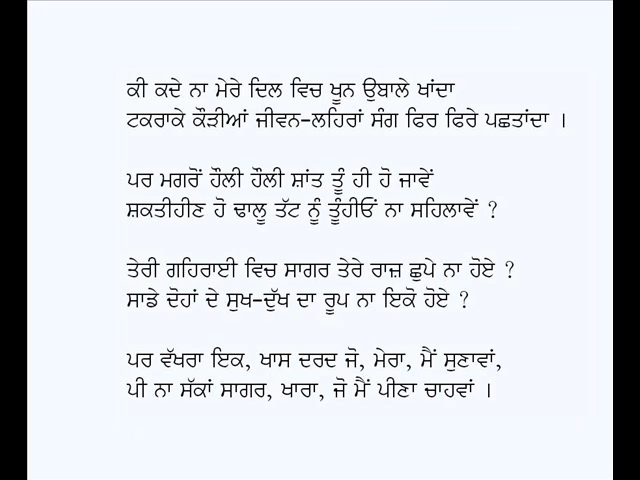 ਕੀ ਕਦੇ ਨਾ ਮੇਰੇ ਦਿਲ ਵਿਚ ਖੂਨ ਉਬਾਲੇ ਖਾਂਦਾ
ਟਕਰਾਕੇ ਕੌੜੀਆਂ ਜੀਵਨ-ਲਹਿਰਾਂ ਸੰਗ ਫਿਰ ਫਿਰੇ ਪਛਤਾਂਦਾ ।
ਪਰ ਮਗਰੋਂ ਹੌਲੀ ਹੌਲੀ ਸ਼ਾਂਤ ਤੂੰ ਹੀ ਹੋ ਜਾਵੇਂ
ਸ਼ਕਤੀਹੀਣ ਹੋ ਢਾਲੂ ਤੱਟ ਨੂੰ ਤੂੰਹੀਓਂ ਨਾ ਸਹਿਲਾਵੇਂ ?
ਤੇਰੀ ਗਹਿਰਾਈ ਵਿਚ ਸਾਗਰ ਤੇਰੇ ਰਾਜ਼ ਛੁਪੇ ਨਾ ਹੋਏ ?
ਸਾਡੇ ਦੋਹਾਂ ਦੇ ਸੁਖ-ਦੁੱਖ ਦਾ ਰੂਪ ਨਾ ਇਕੋ ਹੋਏ ?
ਪਰ ਵੱਖਰਾ ਇਕ, ਖਾਸ ਦਰਦ ਜੋ, ਮੇਰਾ, ਮੈਂ ਸੁਣਾਵਾਂ,
ਪੀ ਨਾ ਸੱਕਾਂ ਸਾਗਰ, ਖਾਰਾ, ਜੋ ਮੈਂ ਪੀਣਾ ਚਾਹਵਾਂ ।